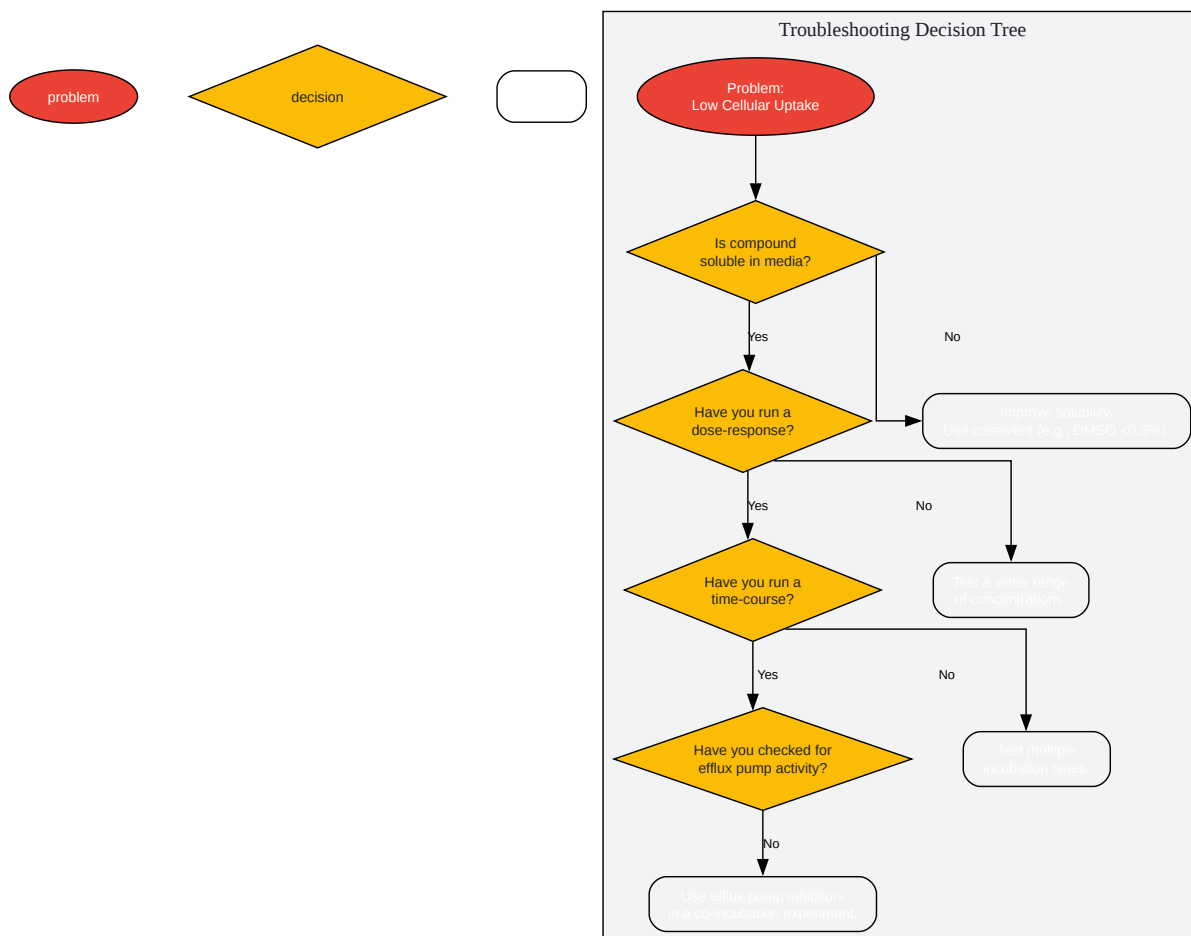 Troubleshooting Decision Tree
problem
decision
Problem:
Low Cellular Uptake
Is compound
soluble in media?
Yes
No
Have you run a
dose-response?
Improve solubility.
Use cosolvent (e.g., DMSO <0.5%).
Yes
No
Have you run a
time-course?
Test a wider range
of concentrations.
Yes
No
Have you checked for
efflux pump activity?
Test multiple
incubation times.
No
Use efflux pump inhibitors
in a co-incubation experiment.